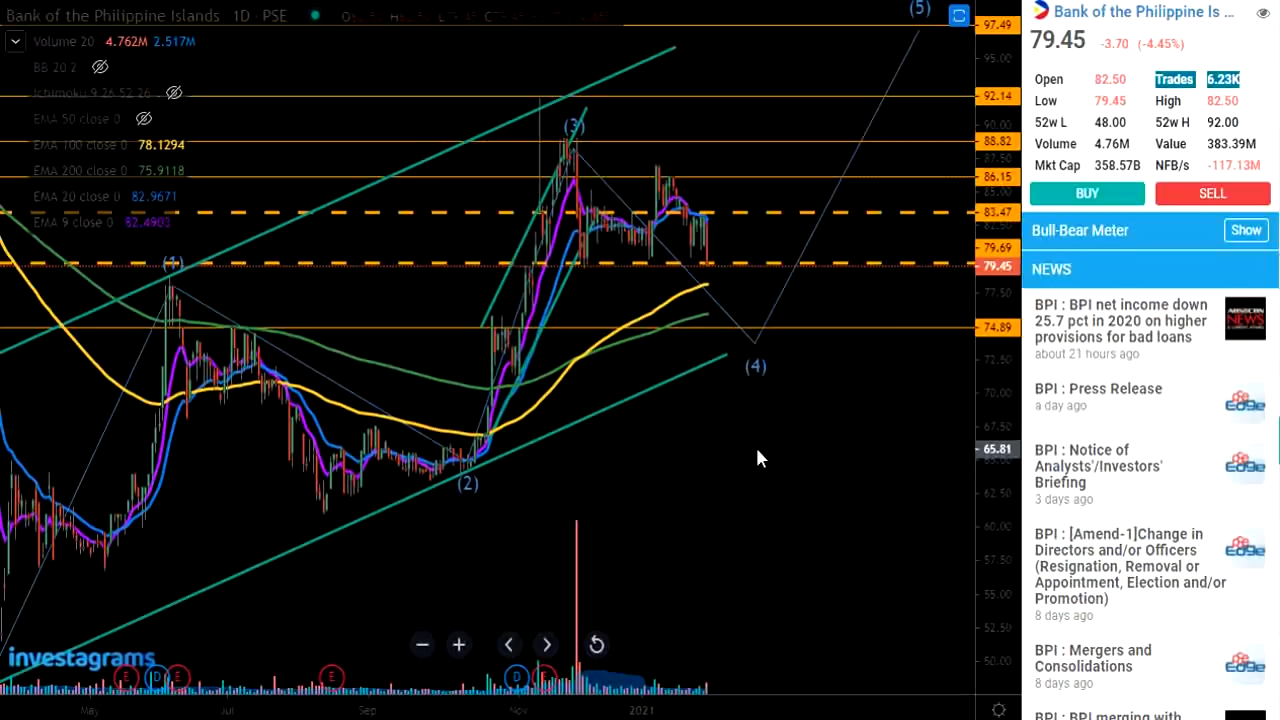 Bank of the Philippine Islands 1D PSE
Volume 20 4.762M 2.517M
BB 20 2
Ichimoku 9 26 52 26
EMA 50 close 0
EMA 100 close 0 78.1294
EMA 200 close 0 75.9118
EMA 20 close 0 82.9671
EMA 9 close 0 82.4903
(1)
(2)
(3)
(4)
(5)
97.49
95.00
92.14
90.00
88.82
87.50
86.15
85.00
83.47
82.50
79.69
79.45
77.50
74.89
72.50
70.00
67.50
65.81
62.50
60.00
57.50
55.00
52.50
50.00
investagrams
E D E E D E
May Jul Sep Nov 2021
Bank of the Philippine Is ...
79.45 -3.70 (-4.45%)
Open 82.50 Trades 6.23K
Low 79.45 High 82.50
52w L 48.00 52w H 92.00
Volume 4.76M Value 383.39M
Mkt Cap 358.57B NFB/s -117.13M
BUY SELL
Bull-Bear Meter Show
NEWS
BPI : BPI net income down
25.7 pct in 2020 on higher
provisions for bad loans
about 21 hours ago
ABS-CBN
NEWS
BPI : Press Release
a day ago
Edge
BPI : Notice of
Analysts'/Investors'
Briefing
3 days ago
Edge
BPI : [Amend-1]Change in
Directors and/or Officers
(Resignation, Removal or
Appointment, Election and/or
Promotion)
8 days ago
Edge
BPI : Mergers and
Consolidations
8 days ago
Edge
BPI : BPI merging with